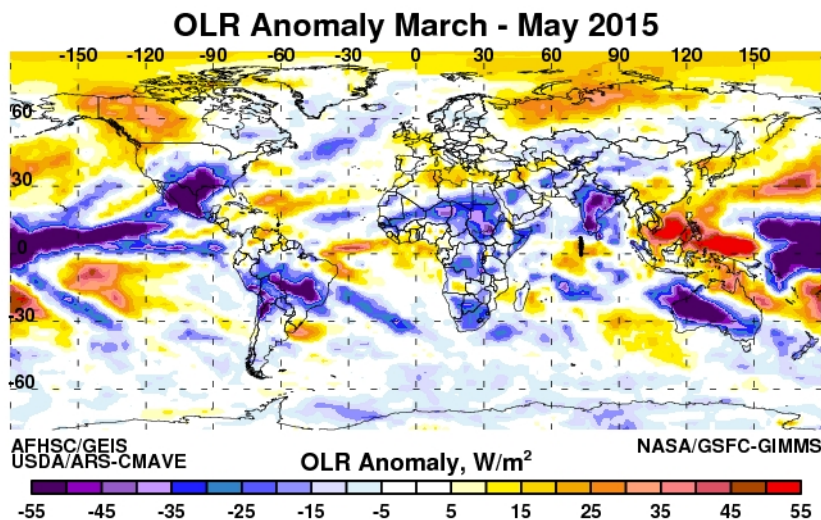 OLR Anomaly March - May 2015
-150 -120 -90 -60 -30 0 30 60 90 120 150
60
30
0
-30
-60
AFHSC/GEIS
USDA/ARS-CMAVE
NASA/GSFC-GIMMS
OLR Anomaly, W/m²
-55 -45 -35 -25 -15 -5 5 15 25 35 45 55